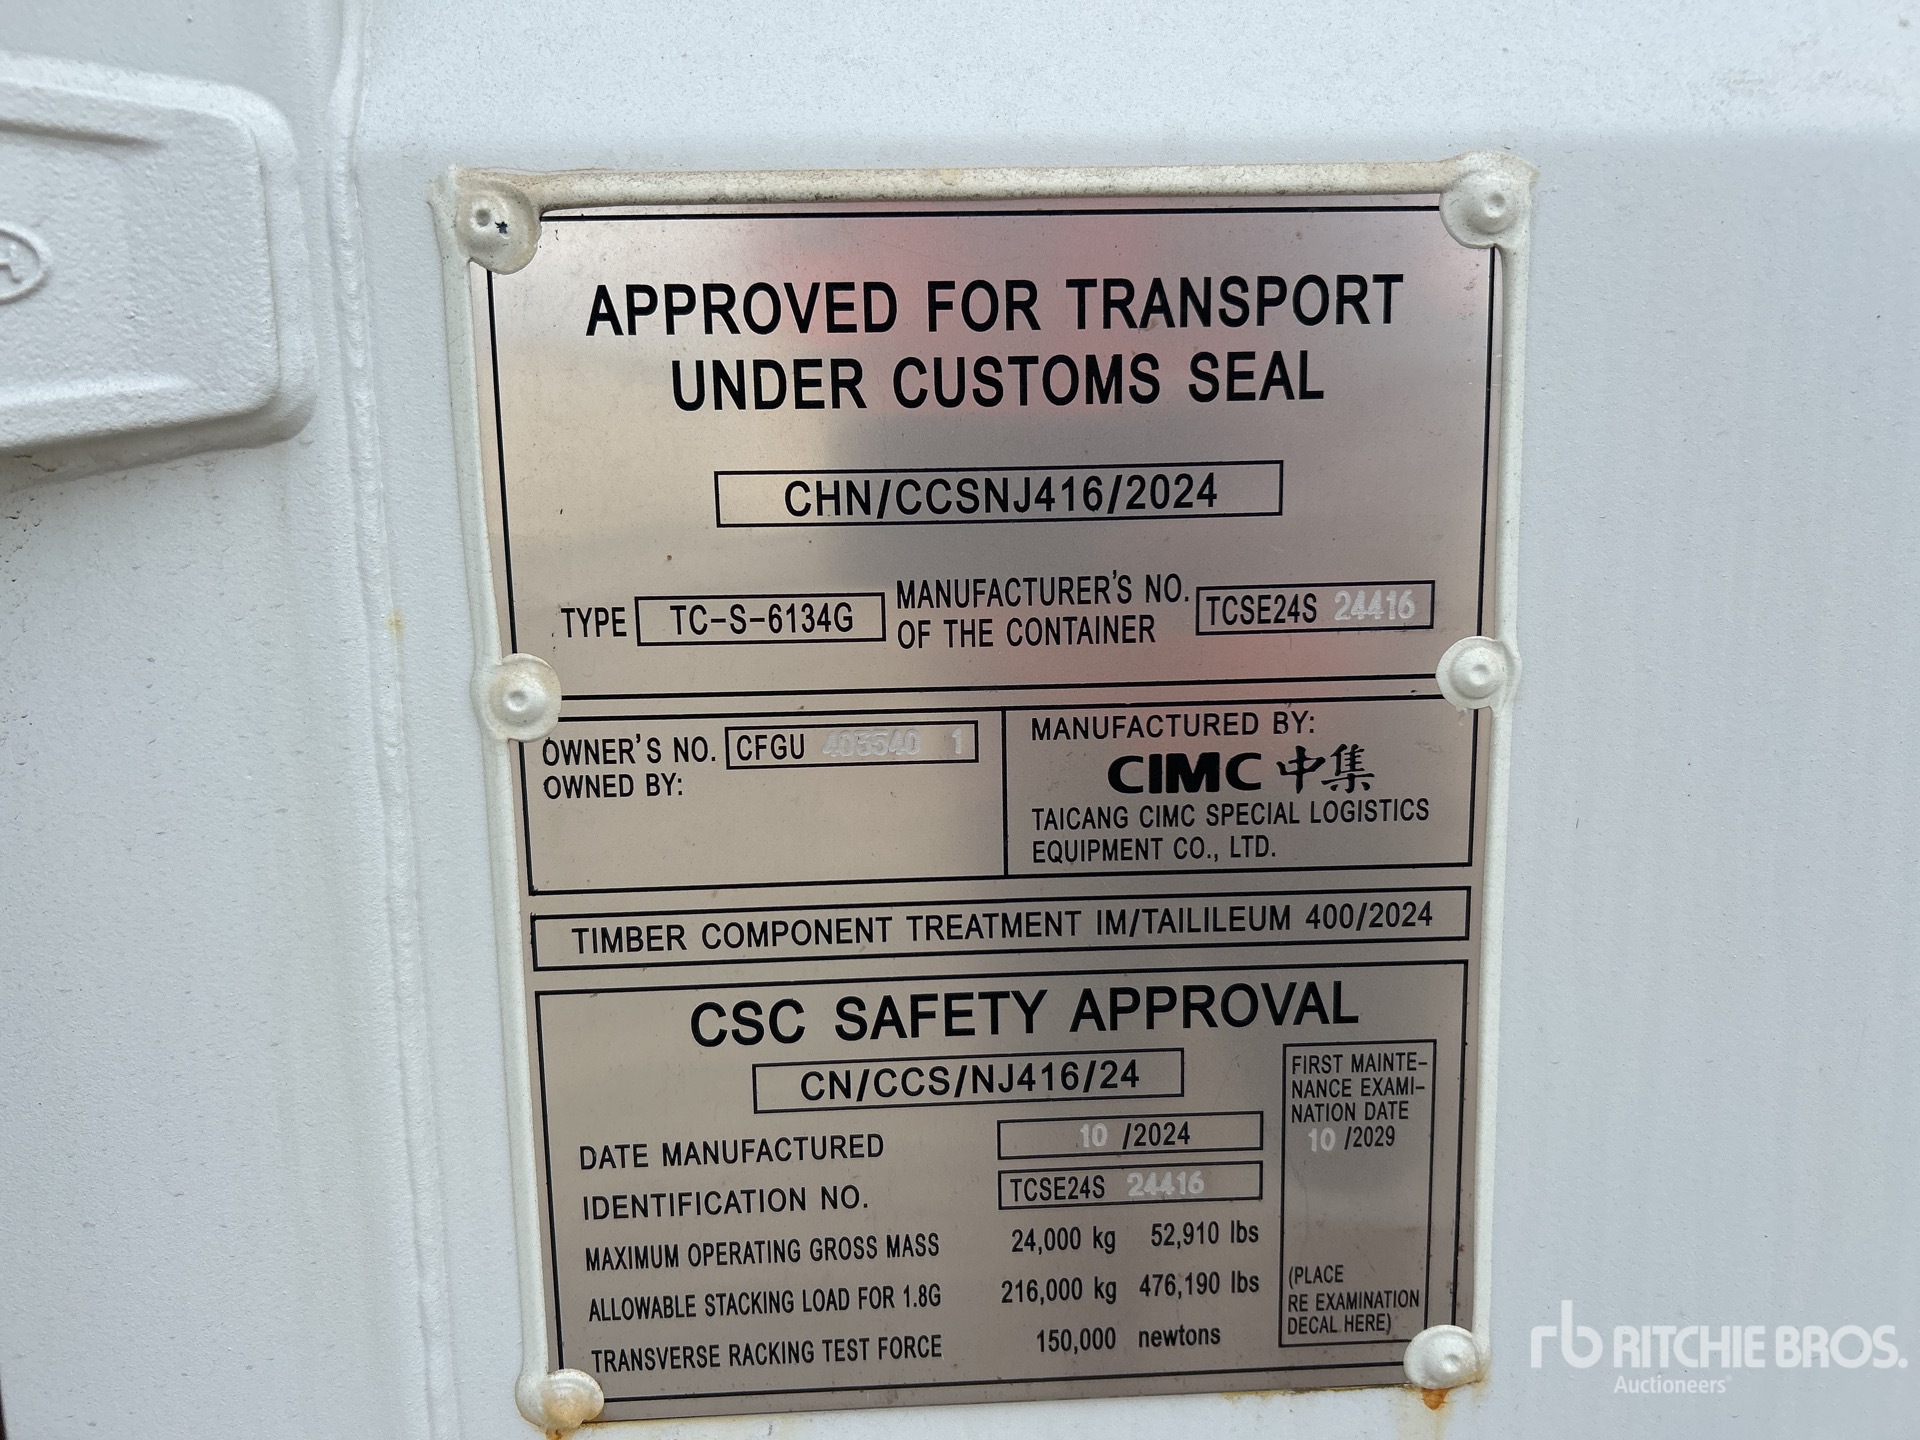 APPROVED FOR TRANSPORT
UNDER CUSTOMS SEAL
CHN/CCSNJ416/2024
TYPE TC-S-6134G MANUFACTURER'S NO. OF THE CONTAINER TCSE24S 24416
OWNER'S NO. CFGU 1
OWNED BY:
MANUFACTURED BY:
CIMC 中集
TAICANG CIMC SPECIAL LOGISTICS
EQUIPMENT CO., LTD.
TIMBER COMPONENT TREATMENT IM/TAILILEUM 400/2024
CSC SAFETY APPROVAL
CN/CCS/NJ416/24
DATE MANUFACTURED 10 /2024
IDENTIFICATION NO. TCSE24S 24416
MAXIMUM OPERATING GROSS MASS 24,000 kg 52,910 lbs
ALLOWABLE STACKING LOAD FOR 1.8G 216,000 kg 476,190 lbs
TRANSVERSE RACKING TEST FORCE 150,000 newtons
FIRST MAINTE-
NANCE EXAMI-
NATION DATE
10 /2029
(PLACE
RE EXAMINATION
DECAL HERE)
rb RITCHIE BROS.
Auctioneers